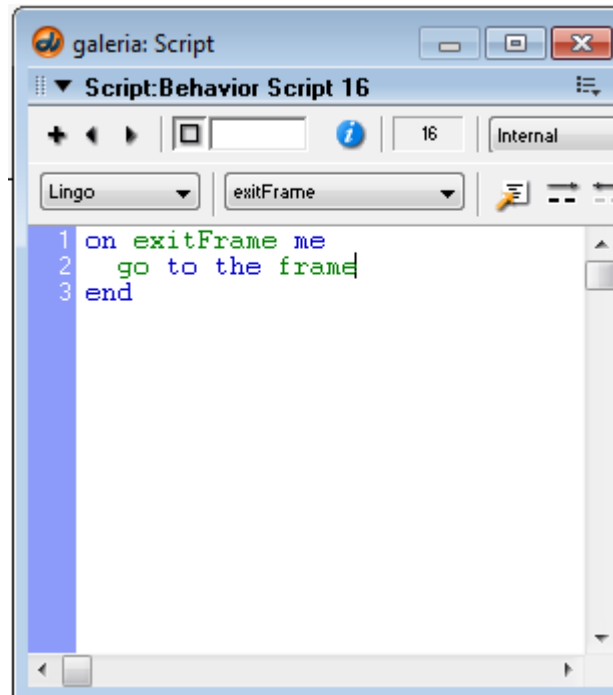 galeria: Script
Script:Behavior Script 16
16
Internal
Lingo
exitFrame
1 on exitFrame me
2 go to the frame
3 end